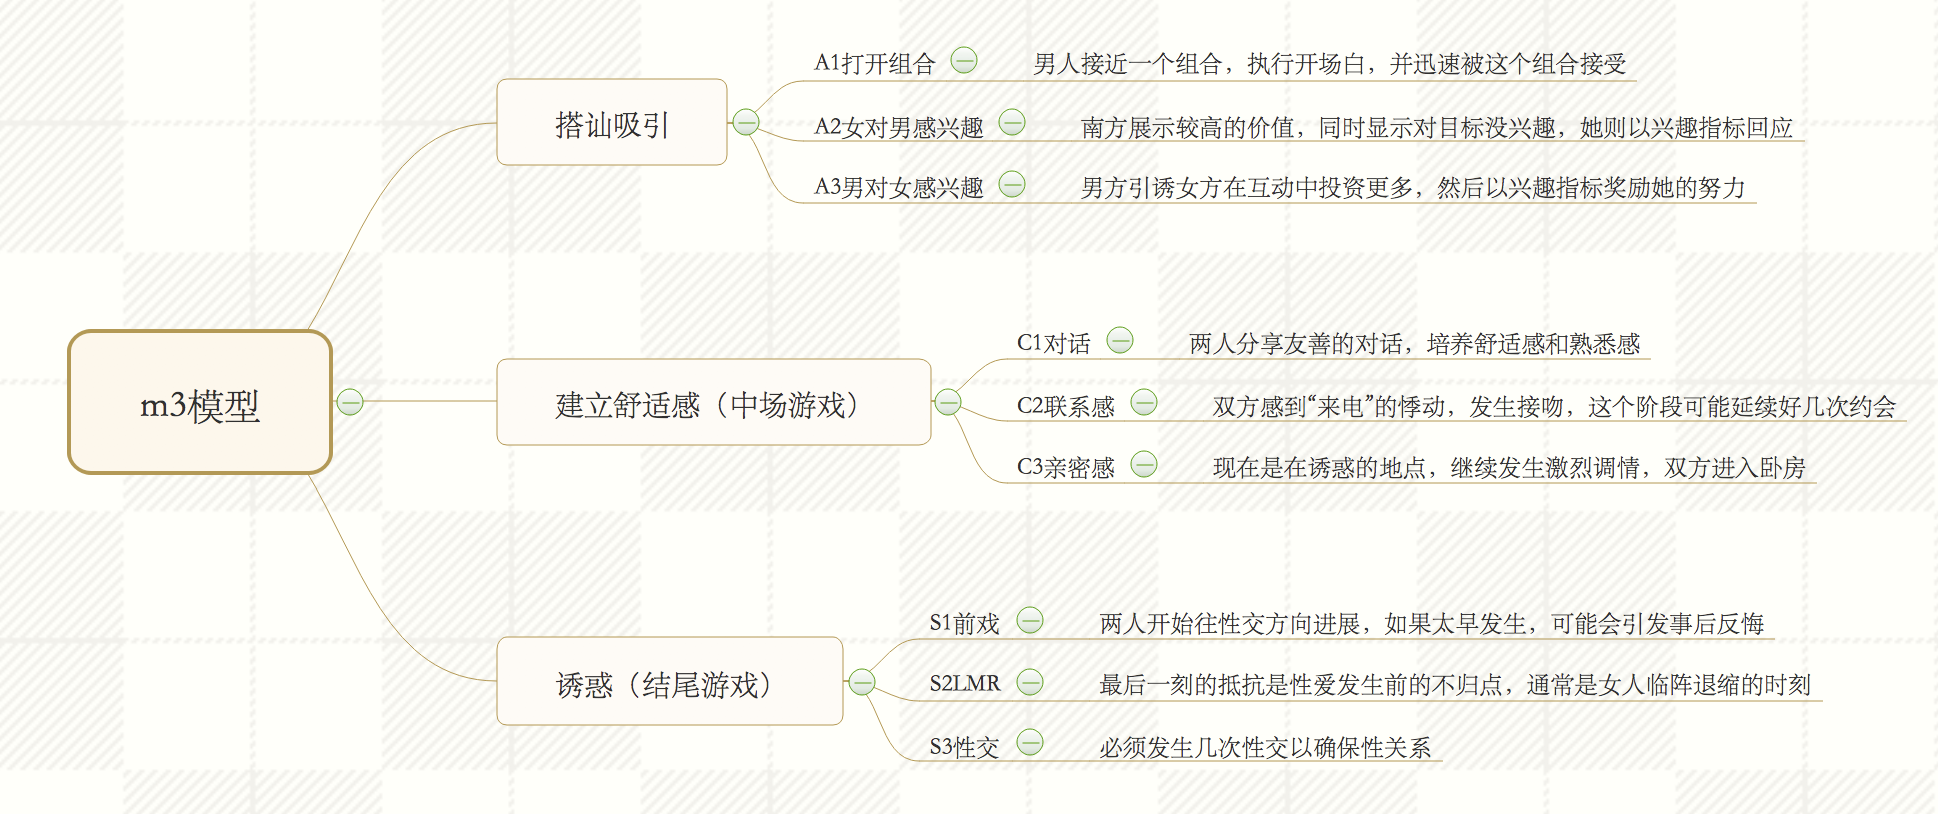 m3模型
搭讪吸引
A1打开组合
男人接近一个组合，执行开场白，并迅速被这个组合接受
A2女对男感兴趣
南方展示较高的价值，同时显示对目标没兴趣，她则以兴趣指标回应
A3男对女感兴趣
男方引诱女方在互动中投资更多，然后以兴趣指标奖励她的努力
建立舒适感（中场游戏）
C1对话
两人分享友善的对话，培养舒适感和熟悉感
C2联系感
双方感到“来电”的悸动，发生接吻，这个阶段可能延续好几次约会
C3亲密感
现在是在诱惑的地点，继续发生激烈调情，双方进入卧房
诱惑（结尾游戏）
S1前戏
两人开始往性交方向进展，如果太早发生，可能会引发事后反悔
S2LMR
最后一刻的抵抗是性爱发生前的不归点，通常是女人临阵退缩的时刻
S3性交
必须发生几次性交以确保性关系